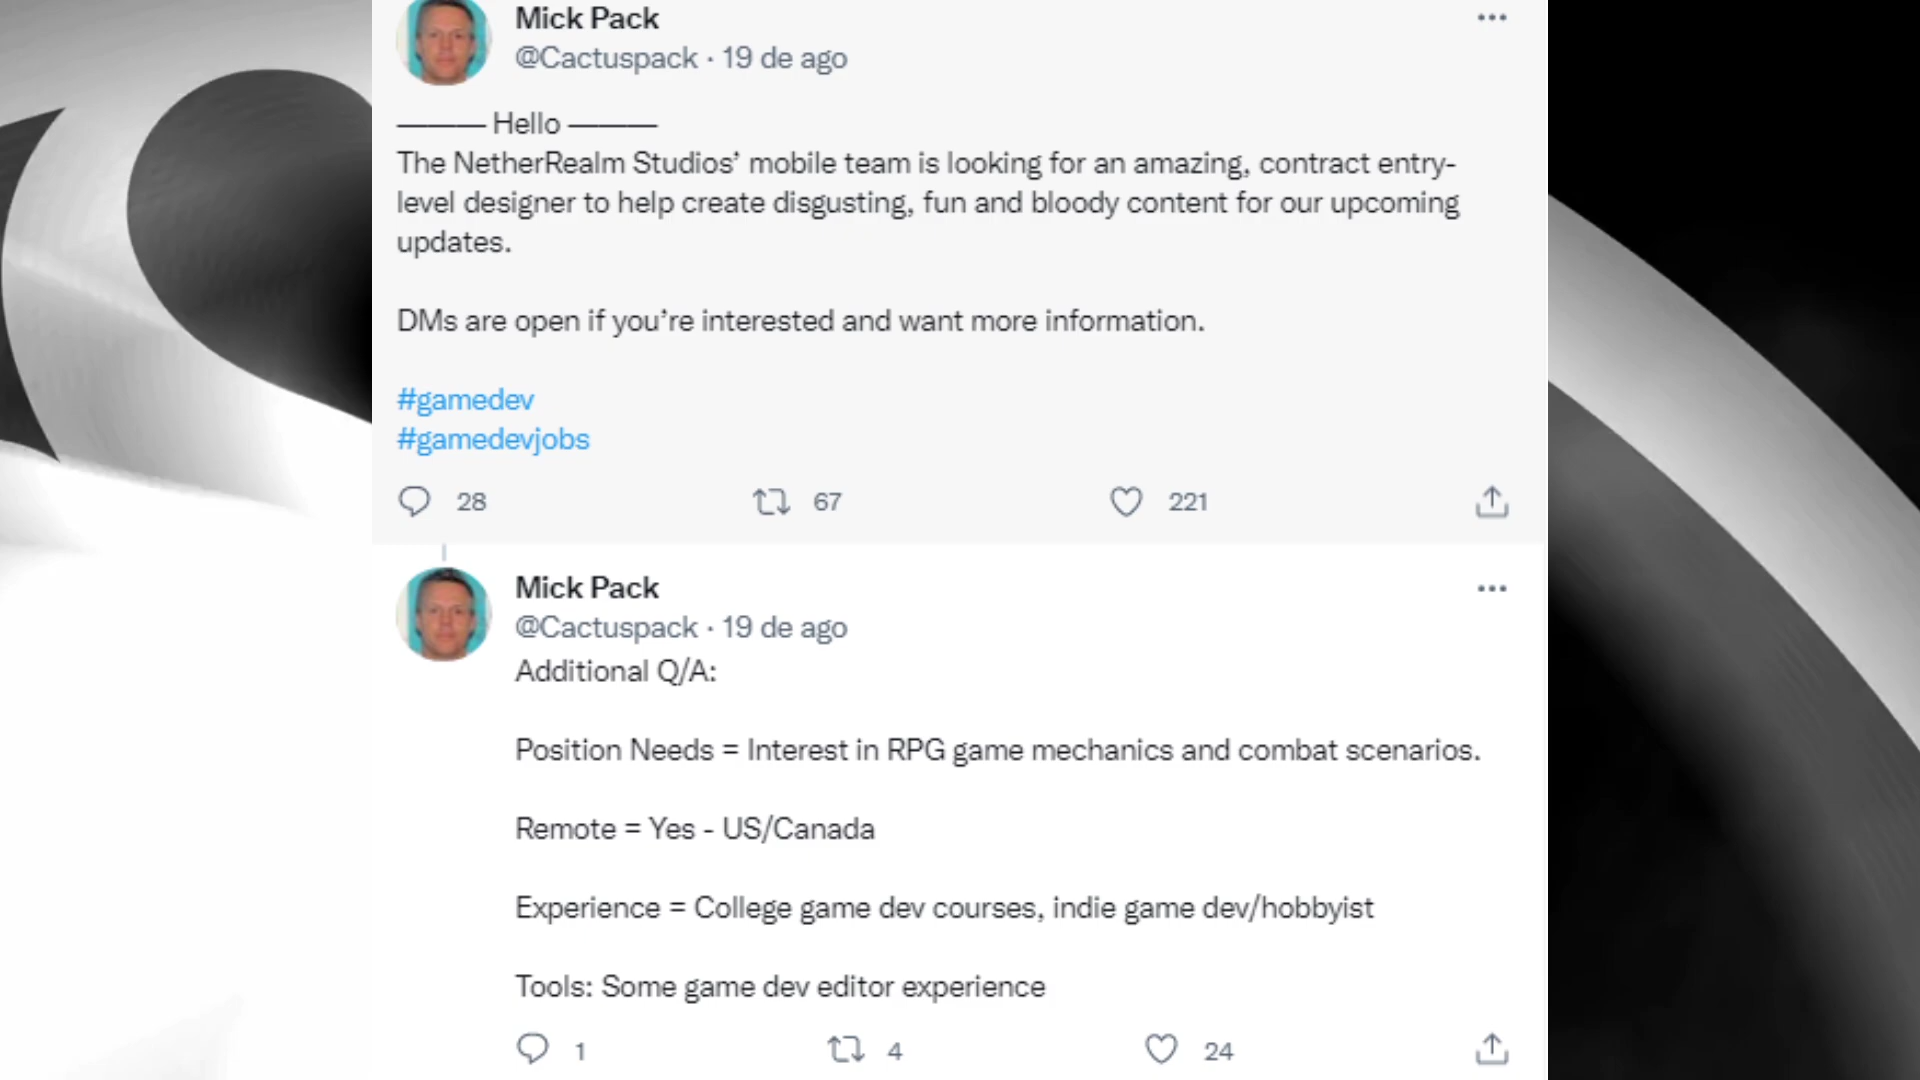 Mick Pack
@Cactuspack · 19 de ago
——— Hello ———
The NetherRealm Studios’ mobile team is looking for an amazing, contract entry-
level designer to help create disgusting, fun and bloody content for our upcoming
updates.
DMs are open if you’re interested and want more information.
#gamedev
#gamedevjobs
28 67 221
Mick Pack
@Cactuspack · 19 de ago
Additional Q/A:
Position Needs = Interest in RPG game mechanics and combat scenarios.
Remote = Yes - US/Canada
Experience = College game dev courses, indie game dev/hobbyist
Tools: Some game dev editor experience
1 4 24